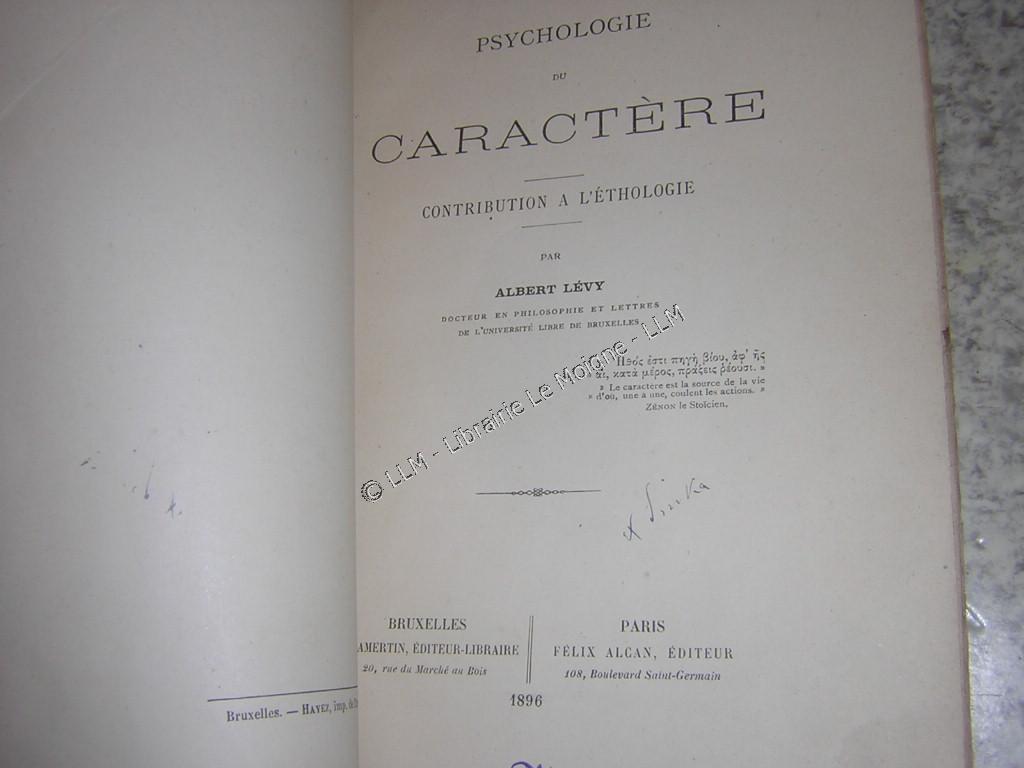 PSYCHOLOGIE
DU
CARACTÈRE
CONTRIBUTION A L'ÉTHOLOGIE
PAR
ALBERT LÉVY
DOCTEUR EN PHILOSOPHIE ET LETTRES
DE L'UNIVERSITÉ LIBRE DE BRUXELLES
Ηθός ἐστι πηγὴ βίου, ἀφ' ἧς
» αἱ, κατὰ μέρος, πράξεις ῥέουσι. »
« Le caractère est la source de la vie
» d'où, une à une, coulent les actions. »
ZÉNON le Stoïcien.
© LLM - Librairie Le Moigne - LLM
BRUXELLES
AMERTIN, ÉDITEUR-LIBRAIRE
20, rue du Marché au Bois
PARIS
FÉLIX ALCAN, ÉDITEUR
108, Boulevard Saint-Germain
1896
Bruxelles. — HAYEZ, imp. de